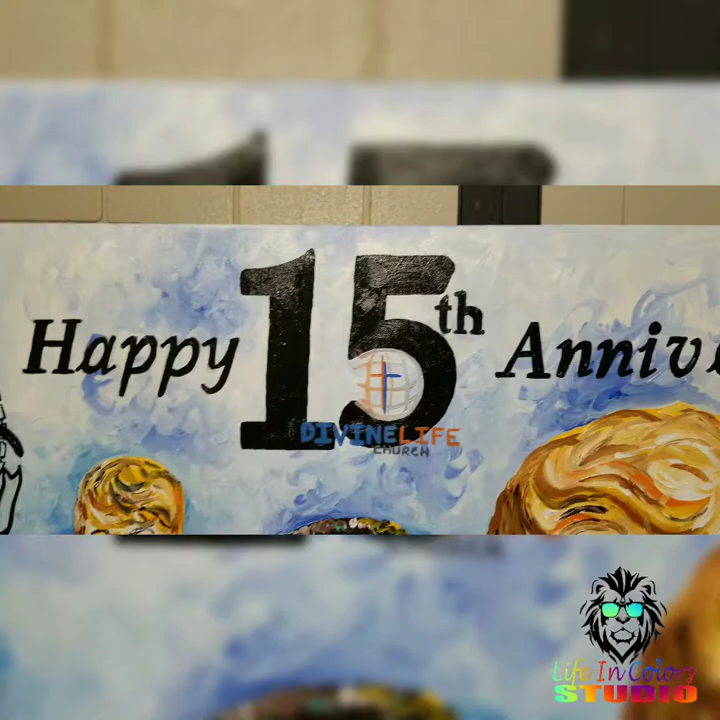 Happy 15th Anniv
DIVINELIFE
CHURCH
Life In Colors
STUDIO